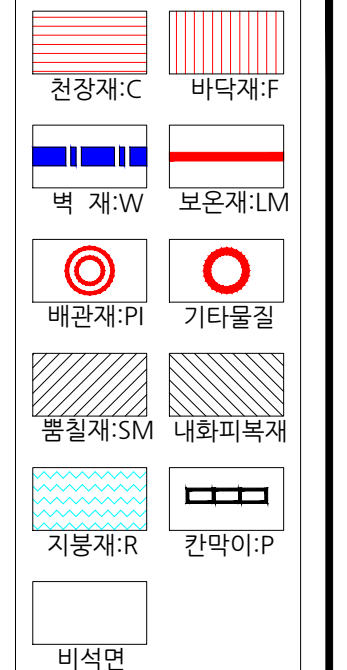 천장재:C 바닥재:F
벽 재:W 보온재:LM
배관재:PI 기타물질
뿜칠재:SM 내화피복재
지붕재:R 칸막이:P
비석면